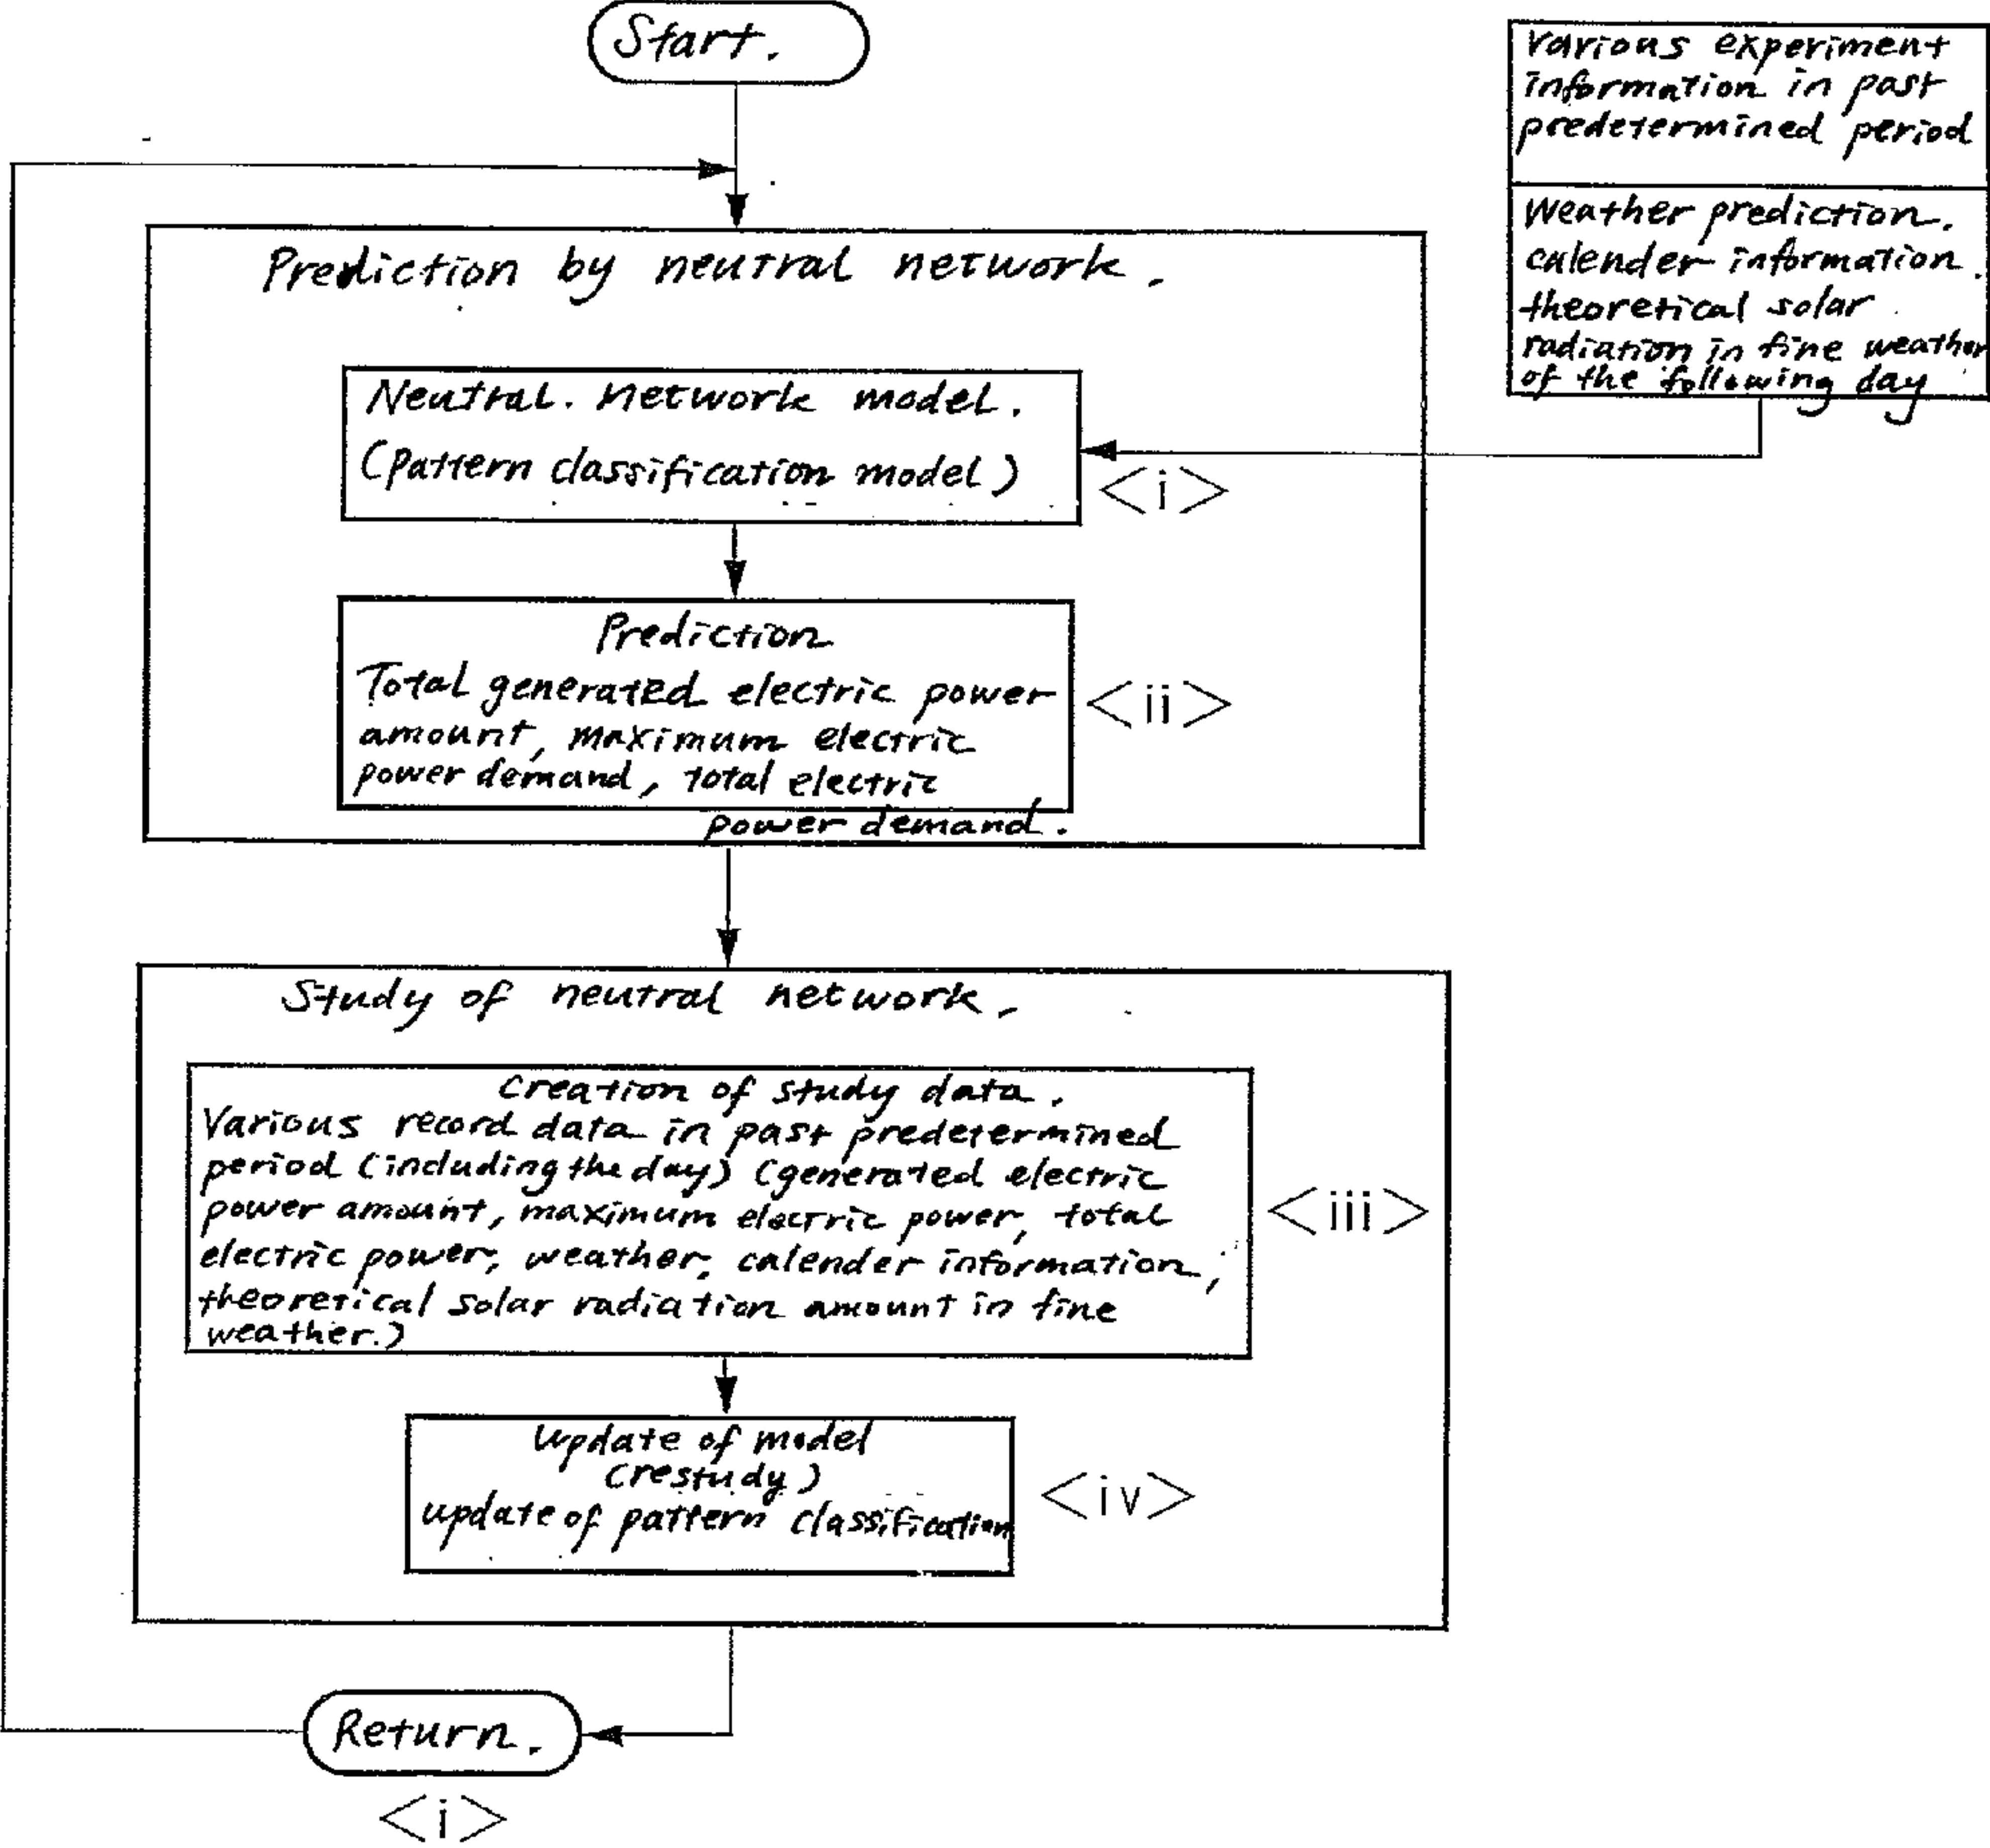 Start.
Various experiment
information in past
predetermined period
Weather prediction.
calender information.
theoretical solar
radiation in fine weather
of the following day
Prediction by neutral network.
Neutral. network model.
(pattern classification model)
<i>
Prediction
Total generated electric power
amount, maximum electric
power demand, total electric
power demand.
<ii>
Study of neutral network.
Creation of study data.
Various record data in past predetermined
period (including the day) (generated electric
power amount, maximum electric power, total
electric power, weather, calender information,
theoretical solar radiation amount in fine
weather.)
<iii>
Update of model
(restudy)
update of pattern classification
<iv>
Return.
<i>